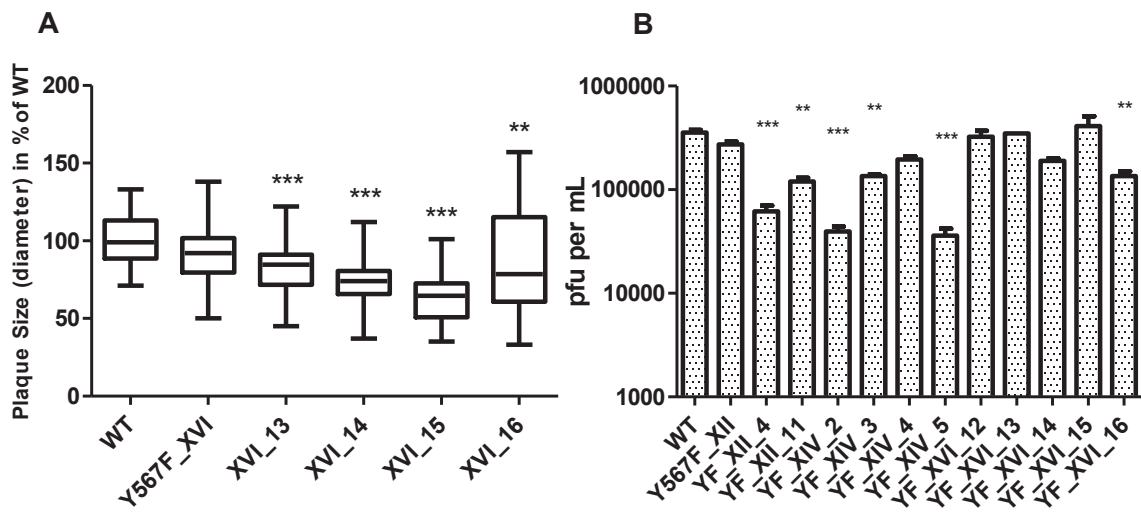 A
Plaque Size (diameter) in % of WT
200
150
100
50
0
***
***
***
**
WT
Y567F_XVI
XVI_13
XVI_14
XVI_15
XVI_16
B
pfu per mL
1000000
100000
10000
1000
***
**
***
**
***
**
WT
Y567F_XII
YF_XII_4
YF_XII_11
YF_XIV_2
YF_XIV_3
YF_XIV_4
YF_XIV_5
YF_XVI_12
YF_XVI_13
YF_XVI_14
YF_XVI_15
YF_XVI_16